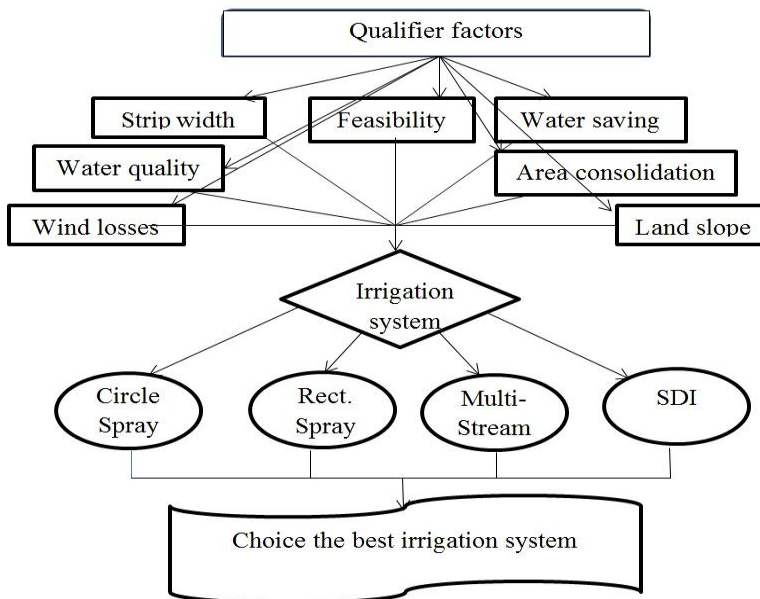 Qualifier factors
Strip width
Feasibility
Water saving
Water quality
Area consolidation
Wind losses
Land slope
Irrigation
system
Circle
Spray
Rect.
Spray
Multi-
Stream
SDI
Choice the best irrigation system